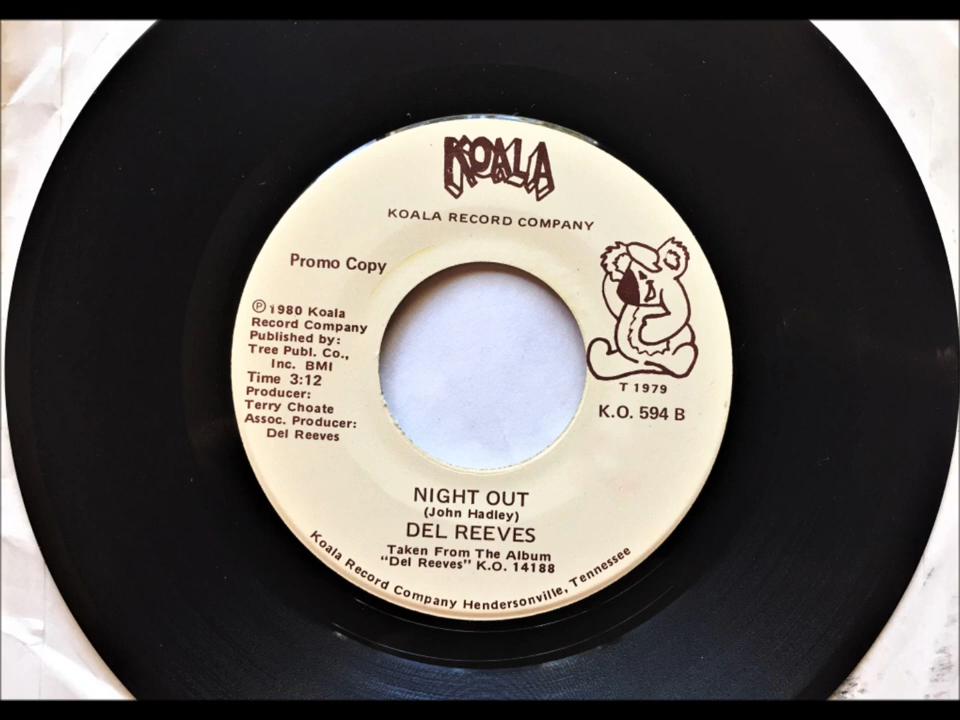 KOALA
KOALA RECORD COMPANY
Promo Copy
℗ 1980 Koala
Record Company
Published by:
Tree Publ. Co.,
Inc. BMI
Time 3:12
Producer:
Terry Choate
Assoc. Producer:
Del Reeves
T 1979
K.O. 594 B
NIGHT OUT
(John Hadley)
DEL REEVES
Taken From The Album
"Del Reeves" K.O. 14188
Koala Record Company Hendersonville, Tennessee